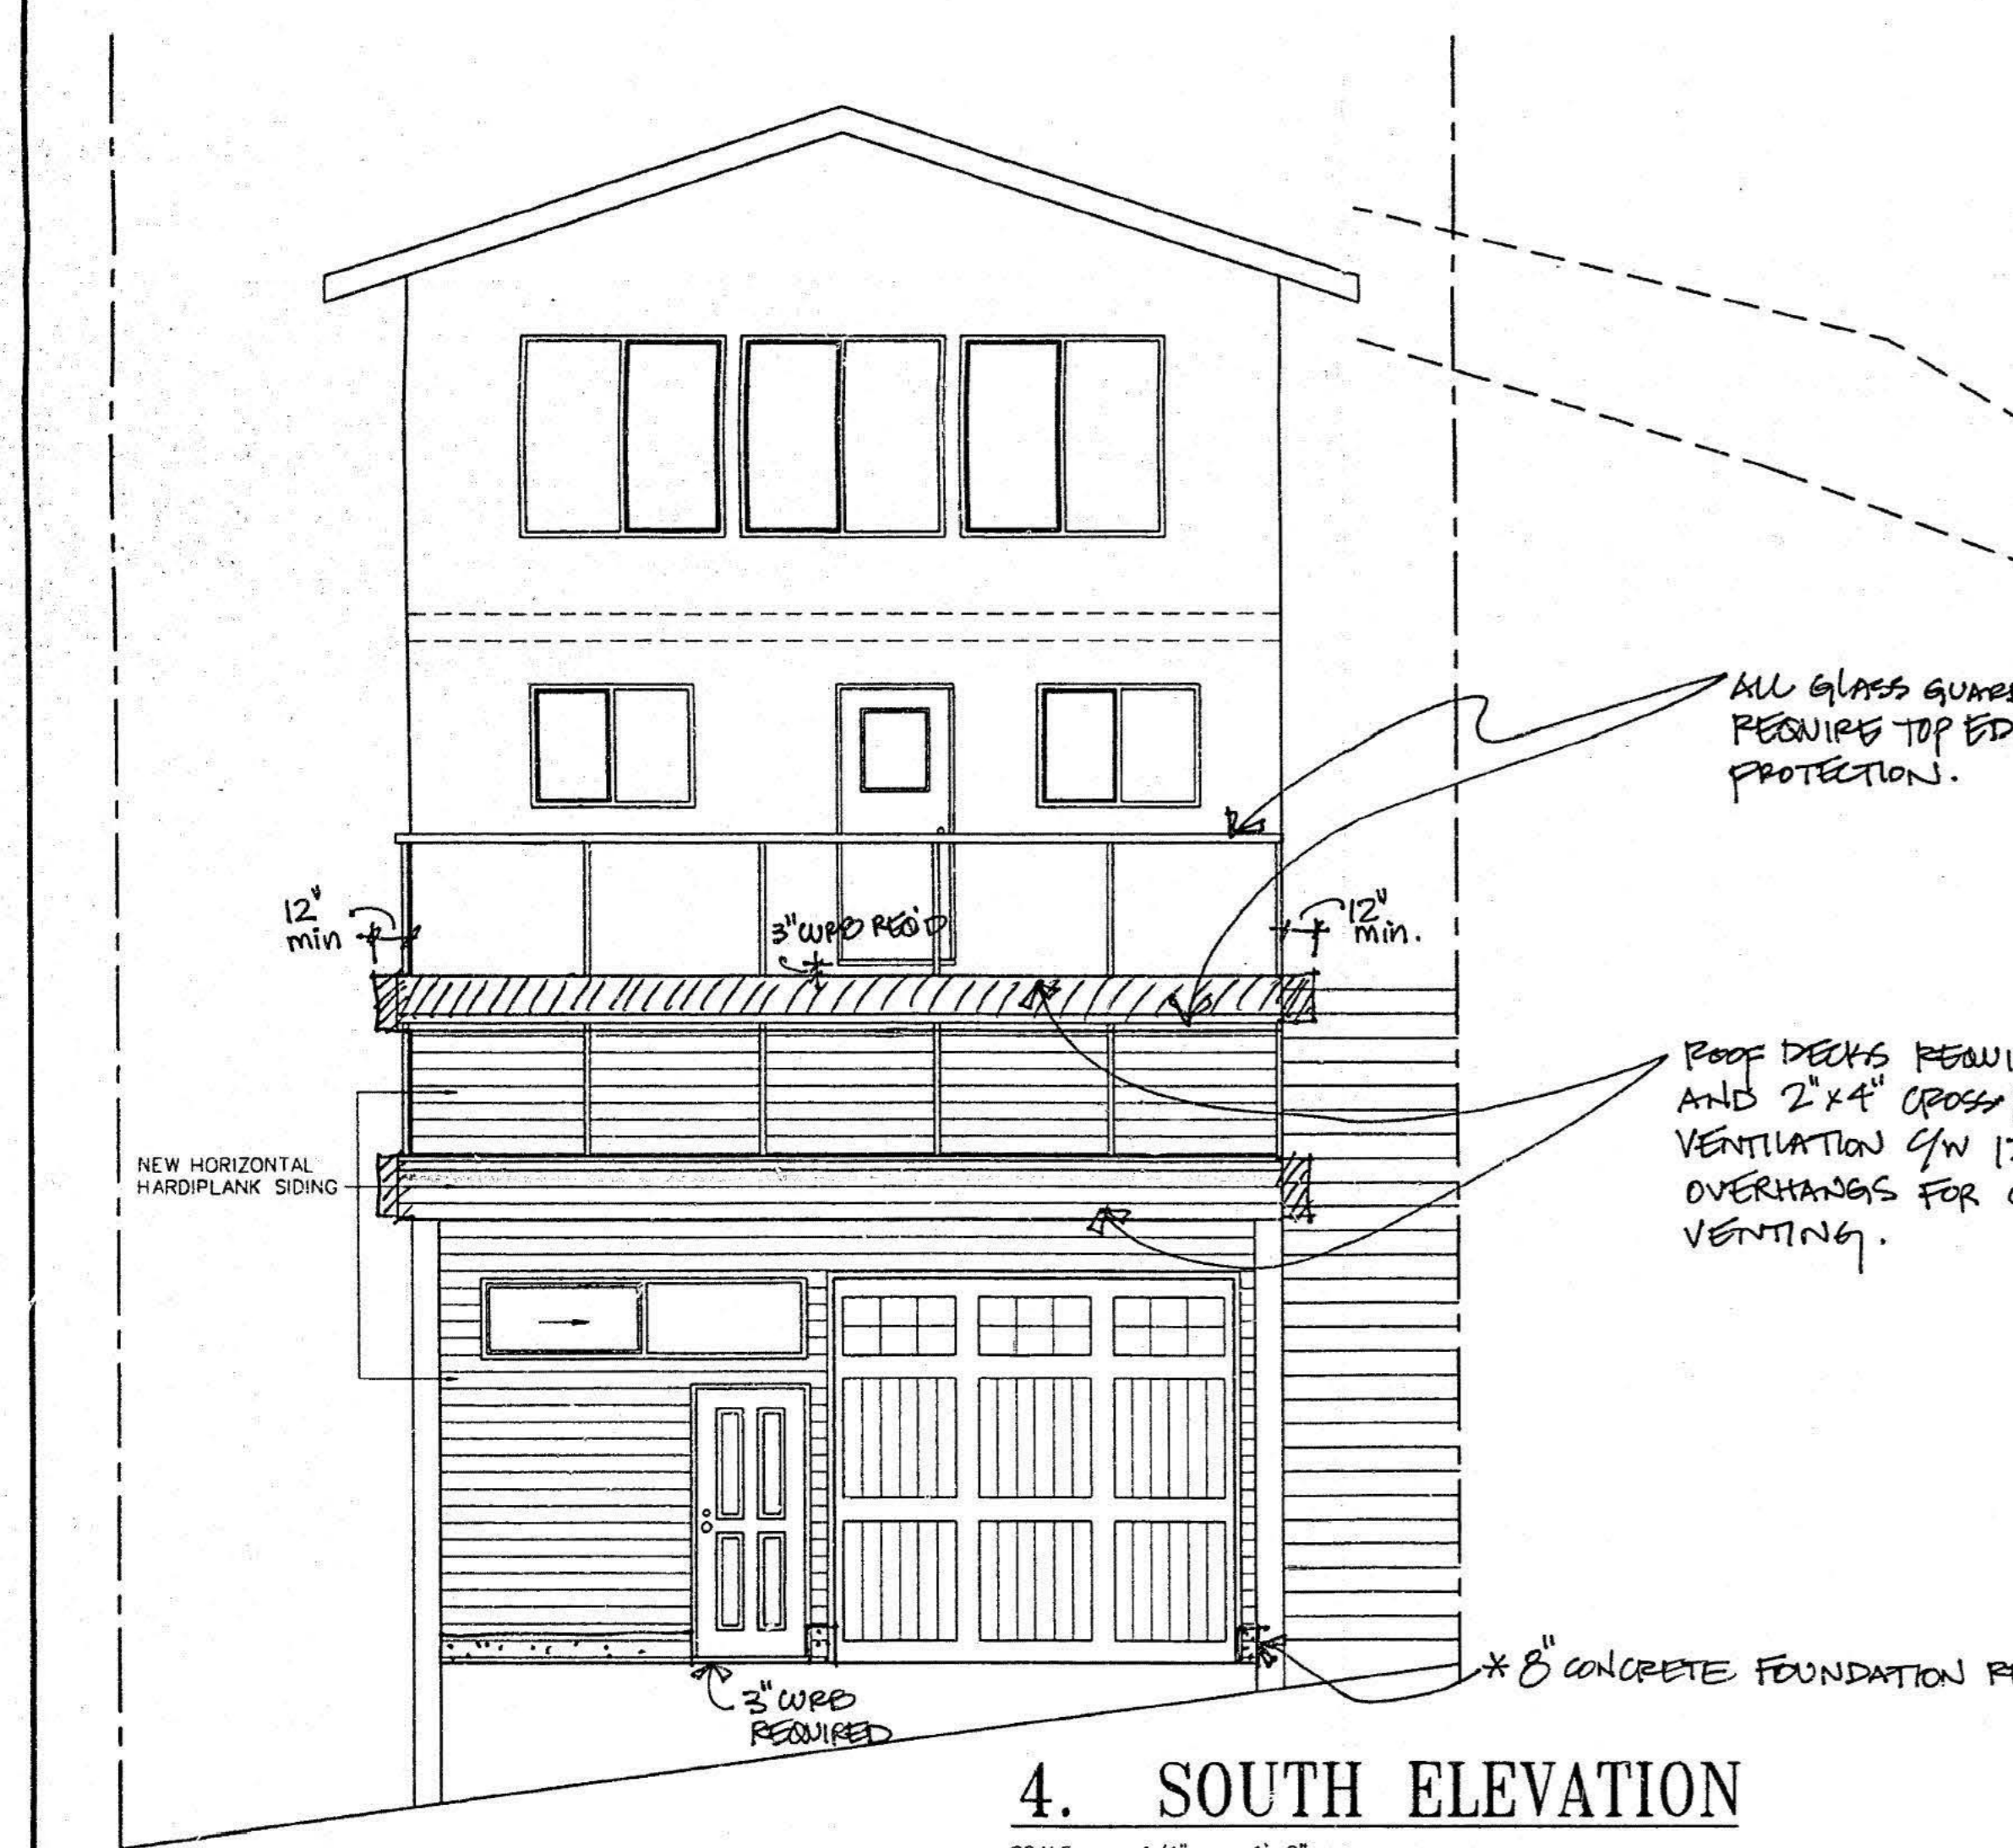 ALL GLASS GUAR
REQUIRE TOP ED
PROTECTION.
12"
min
3" CURB REQ'D
12"
min.
ROOF DECKS REQUI
AND 2"x4" CROSS
VENTILATION C/W 1
OVERHANGS FOR
VENTING.
NEW HORIZONTAL
HARDIPLANK SIDING
* 8" CONCRETE FOUNDATION R
3" CURB
REQUIRED
4. SOUTH ELEVATION